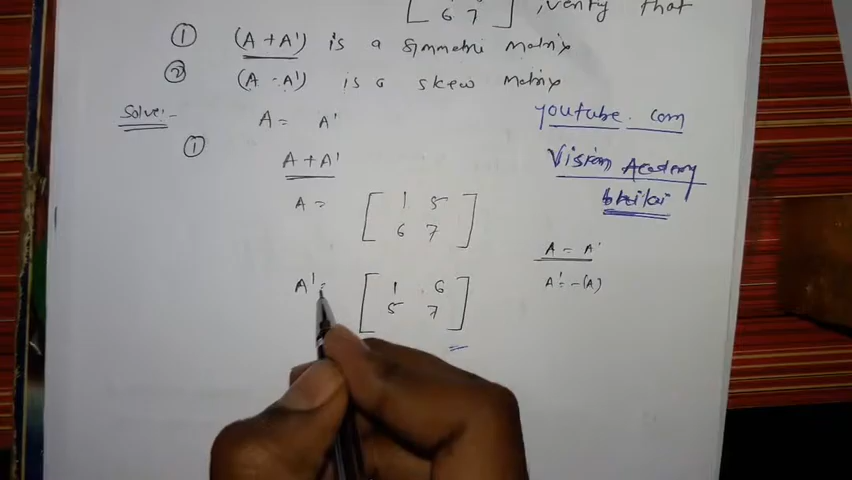 [ 6 7 ] , verify that
① (A + A') is a symmetric matrix
② (A - A') is a skew matrix
Solve:-
A = A'
① A + A'
A = [ 1 5
6 7 ]
A' = [ 1 6
5 7 ]
youtube. com
Vision Academy
bhilai
A = A'
A' = -(A)